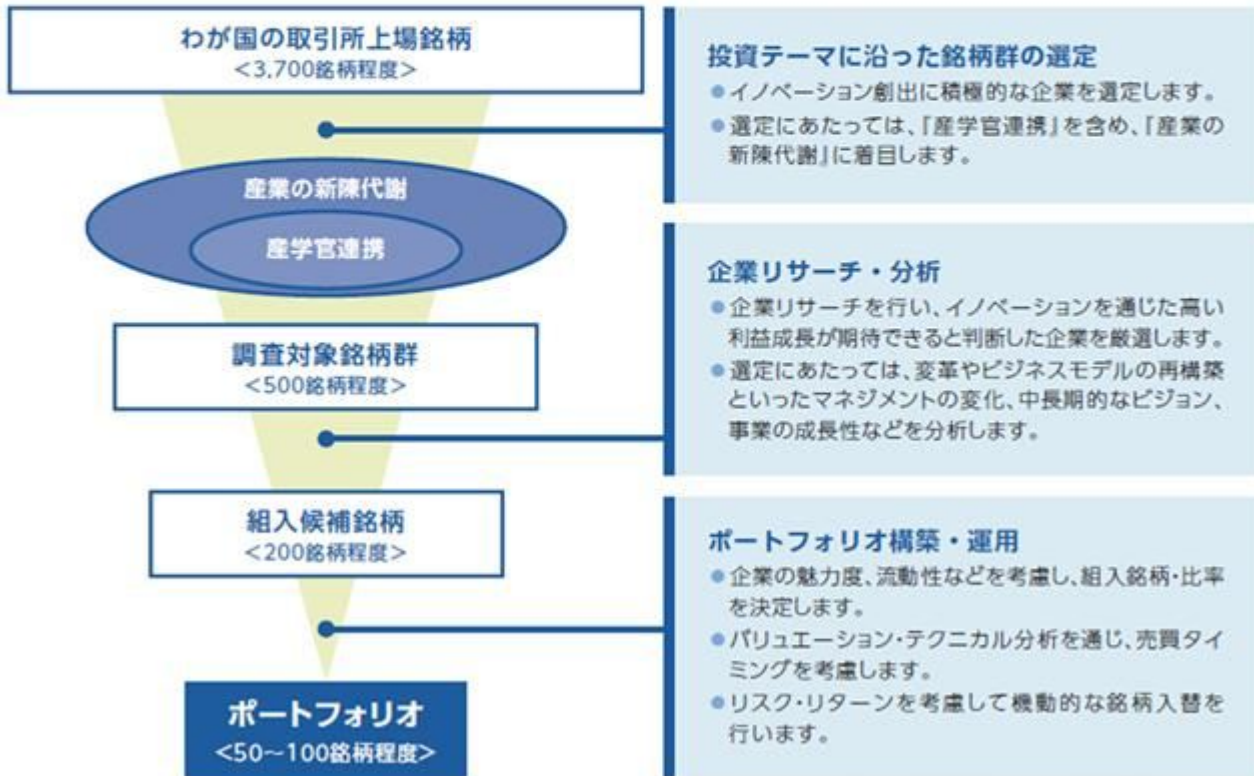 わが国の取引所上場銘柄
<3,700銘柄程度>
産業の新陳代謝
産学官連携
調査対象銘柄群
<500銘柄程度>
組入候補銘柄
<200銘柄程度>
ポートフォリオ
<50～100銘柄程度>
投資テーマに沿った銘柄群の選定
●イノベーション創出に積極的な企業を選定します。
●選定にあたっては、『産学官連携』を含め、『産業の
新陳代謝』に着目します。
企業リサーチ・分析
●企業リサーチを行い、イノベーションを通じた高い
利益成長が期待できると判断した企業を厳選します。
●選定にあたっては、変革やビジネスモデルの再構築
といったマネジメントの変化、中長期的なビジョン、
事業の成長性などを分析します。
ポートフォリオ構築・運用
●企業の魅力度、流動性などを考慮し、組入銘柄・比率
を決定します。
●バリュエーション・テクニカル分析を通じ、売買タイ
ミングを考慮します。
●リスク・リターンを考慮して機動的な銘柄入替を
行います。